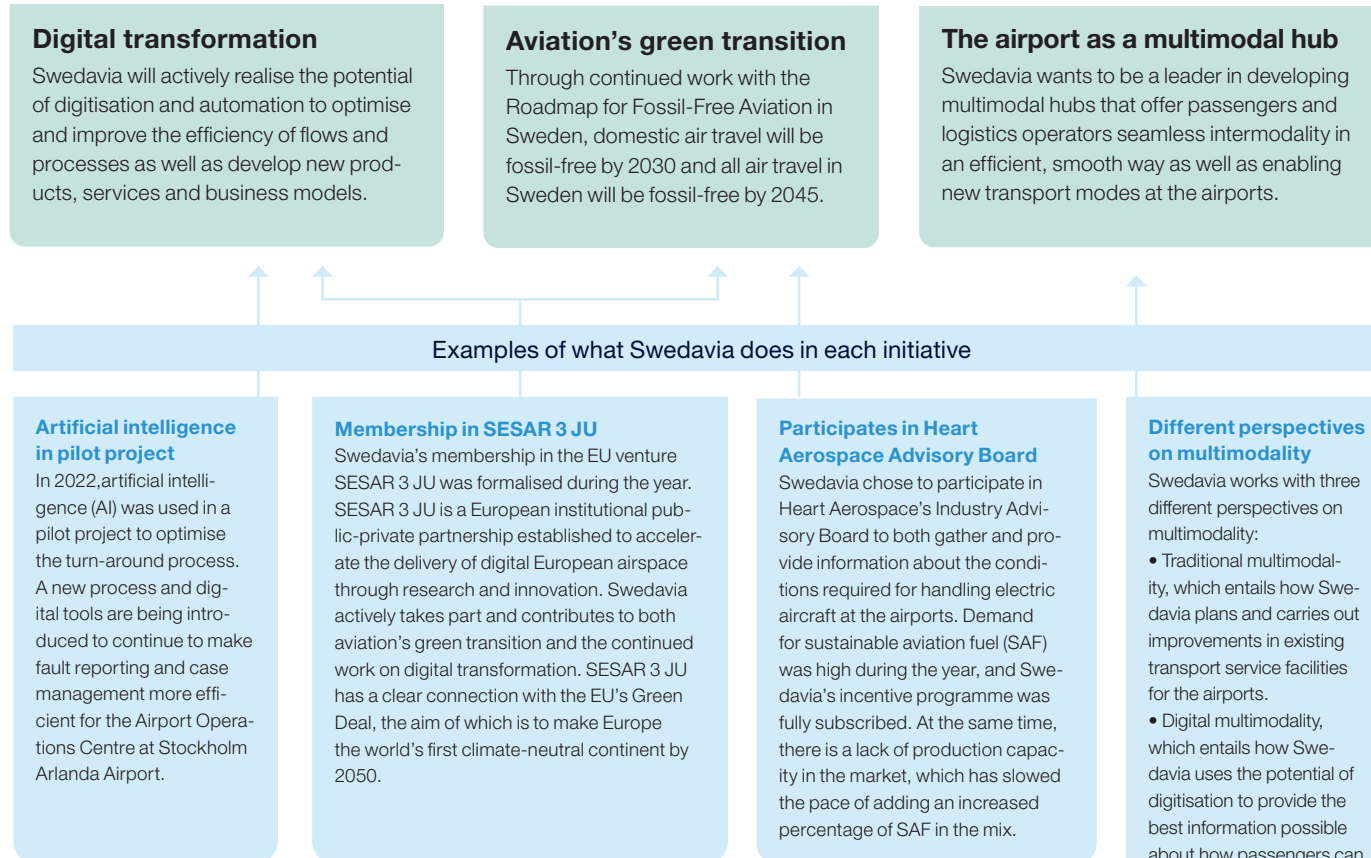 Digital transformation
Swedavia will actively realise the potential
of digitisation and automation to optimise
and improve the efficiency of flows and
processes as well as develop new prod-
ucts, services and business models.
Aviation’s green transition
Through continued work with the
Roadmap for Fossil-Free Aviation in
Sweden, domestic air travel will be
fossil-free by 2030 and all air travel in
Sweden will be fossil-free by 2045.
The airport as a multimodal hub
Swedavia wants to be a leader in developing
multimodal hubs that offer passengers and
logistics operators seamless intermodality in
an efficient, smooth way as well as enabling
new transport modes at the airports.
Examples of what Swedavia does in each initiative
Artificial intelligence
in pilot project
In 2022,artificial intelli-
gence (AI) was used in a
pilot project to optimise
the turn-around process.
A new process and dig-
ital tools are being intro-
duced to continue to make
fault reporting and case
management more effi-
cient for the Airport Opera-
tions Centre at Stockholm
Arlanda Airport.
Membership in SESAR 3 JU
Swedavia’s membership in the EU venture
SESAR 3 JU was formalised during the year.
SESAR 3 JU is a European institutional pub-
lic-private partnership established to acceler-
ate the delivery of digital European airspace
through research and innovation. Swedavia
actively takes part and contributes to both
aviation’s green transition and the continued
work on digital transformation. SESAR 3 JU
has a clear connection with the EU’s Green
Deal, the aim of which is to make Europe
the world’s first climate-neutral continent by
2050.
Participates in Heart
Aerospace Advisory Board
Swedavia chose to participate in
Heart Aerospace’s Industry Advi-
sory Board to both gather and pro-
vide information about the condi-
tions required for handling electric
aircraft at the airports. Demand
for sustainable aviation fuel (SAF)
was high during the year, and Swe-
davia’s incentive programme was
fully subscribed. At the same time,
there is a lack of production capac-
ity in the market, which has slowed
the pace of adding an increased
percentage of SAF in the mix.
Different perspectives
on multimodality
Swedavia works with three
different perspectives on
multimodality:
• Traditional multimodal-
ity, which entails how Swe-
davia plans and carries out
improvements in existing
transport service facilities
for the airports.
• Digital multimodality,
which entails how Swe-
davia uses the potential of
digitisation to provide the
best information possible
about how passengers can